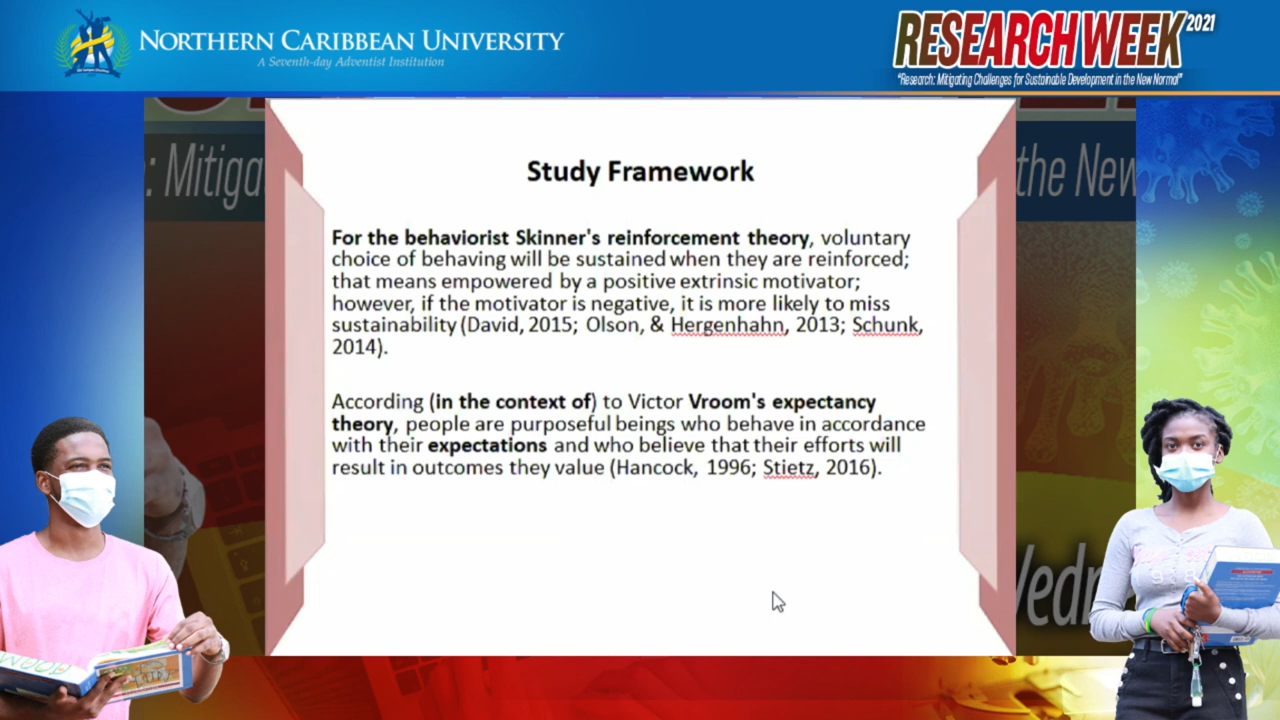 NORTHERN CARIBBEAN UNIVERSITY
A Seventh-day Adventist Institution
RESEARCH WEEK 2021
"Research: Mitigating Challenges for Sustainable Development in the New Normal"
: Mitiga
the New
Study Framework
For the behaviorist Skinner's reinforcement theory, voluntary
choice of behaving will be sustained when they are reinforced;
that means empowered by a positive extrinsic motivator;
however, if the motivator is negative, it is more likely to miss
sustainability (David, 2015; Olson, & Hergenhahn, 2013; Schunk,
2014).
According (in the context of) to Victor Vroom's expectancy
theory, people are purposeful beings who behave in accordance
with their expectations and who believe that their efforts will
result in outcomes they value (Hancock, 1996; Stietz, 2016).
Wedn